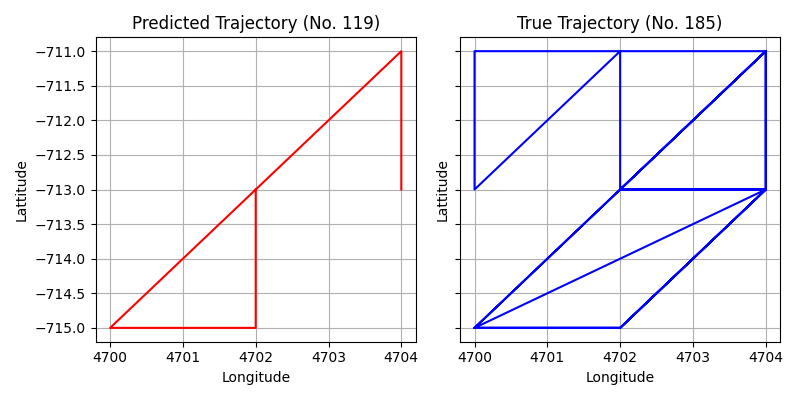 Predicted Trajectory (No. 119)
True Trajectory (No. 185)
−711.0
−711.5
−712.0
−712.5
−713.0
−713.5
−714.0
−714.5
−715.0
Lattitude
Lattitude
4700 4701 4702 4703 4704
4700 4701 4702 4703 4704
Longitude
Longitude